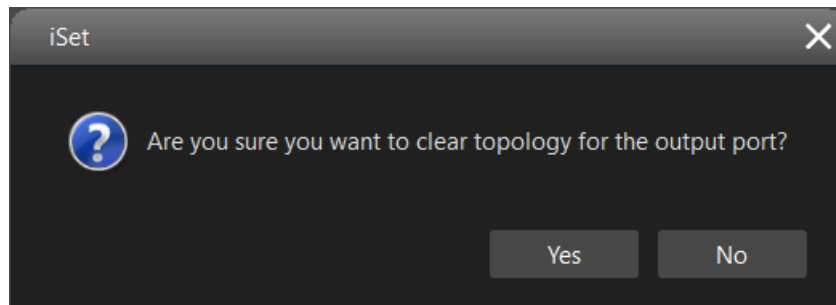 iSet
Are you sure you want to clear topology for the output port?
Yes
No